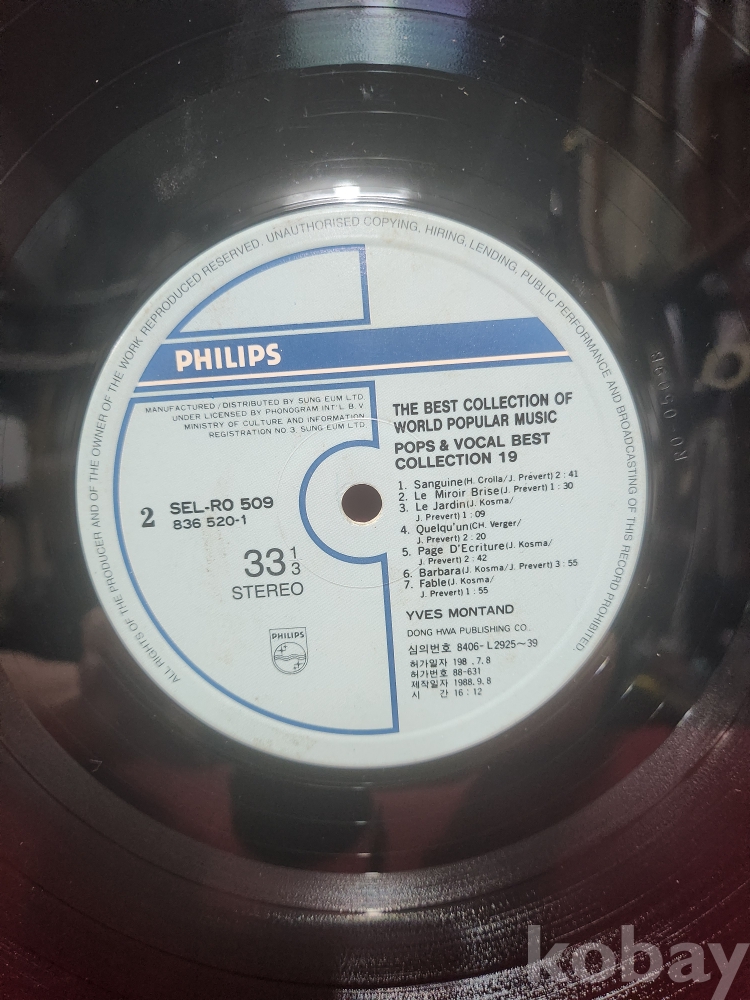 ALL RIGHTS OF THE PRODUCER AND OF THE OWNER OF THE WORK REPRODUCED RESERVED. UNAUTHORISED COPYING, HIRING, LENDING, PUBLIC PERFORMANCE AND BROADCASTING OF THIS RECORD PROHIBITED.
PHILIPS
MANUFACTURED / DISTRIBUTED BY SUNG EUM LTD
UNDER LICENSED BY PHONOGRAM INT'L. B. V
MINISTRY OF CULTURE AND INFORMATION
REGISTRATION NO. 3. SUNG EUM LTD.
2
SEL-RO 509
836 520-1
33 1/3
STEREO
PHILIPS
THE BEST COLLECTION OF
WORLD POPULAR MUSIC
POPS & VOCAL BEST
COLLECTION 19
1. Sanguine(H. Crolla/J. Prevert) 2 : 41
2. Le Miroir Brise(J. Prevert) 1 : 30
3. Le Jardin(J. Kosma/
J. Prevert) 1 : 09
4. Quelqu'un(CH. Verger/
J. Prevert) 2 : 20
5. Page D'Ecriture(J. Kosma/
J. Prevert) 2 : 42
6. Barbara(J. Kosma/J. Prevert) 3 : 55
7. Fable(J. Kosma/
J. Prevert) 1 : 55
YVES MONTAND
DONG HWA PUBLISHING CO.
심의번호 8406-L2925~39
허가일자 198 .7.8
허가번호 88-631
제작일자 1988.9.8
시 간 16 : 12
kobay